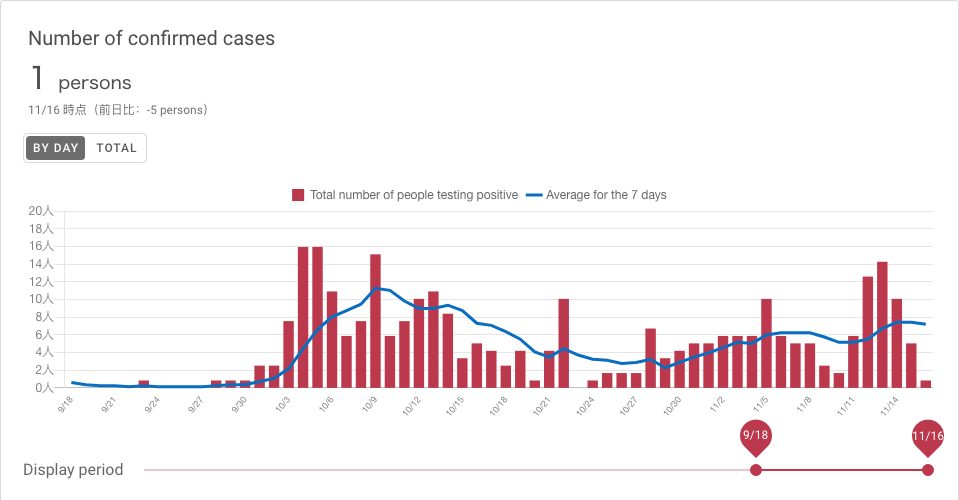 Number of confirmed cases
1 persons
11/16 時点（前日比：-5 persons）
BY DAY TOTAL
Total number of people testing positive Average for the 7 days
20人
18人
16人
14人
12人
10人
8人
6人
4人
2人
0人
9/18 9/21 9/24 9/27 9/30 10/3 10/6 10/9 10/12 10/15 10/18 10/21 10/24 10/27 10/30 11/2 11/5 11/8 11/11 11/14
9/18 11/16
Display period